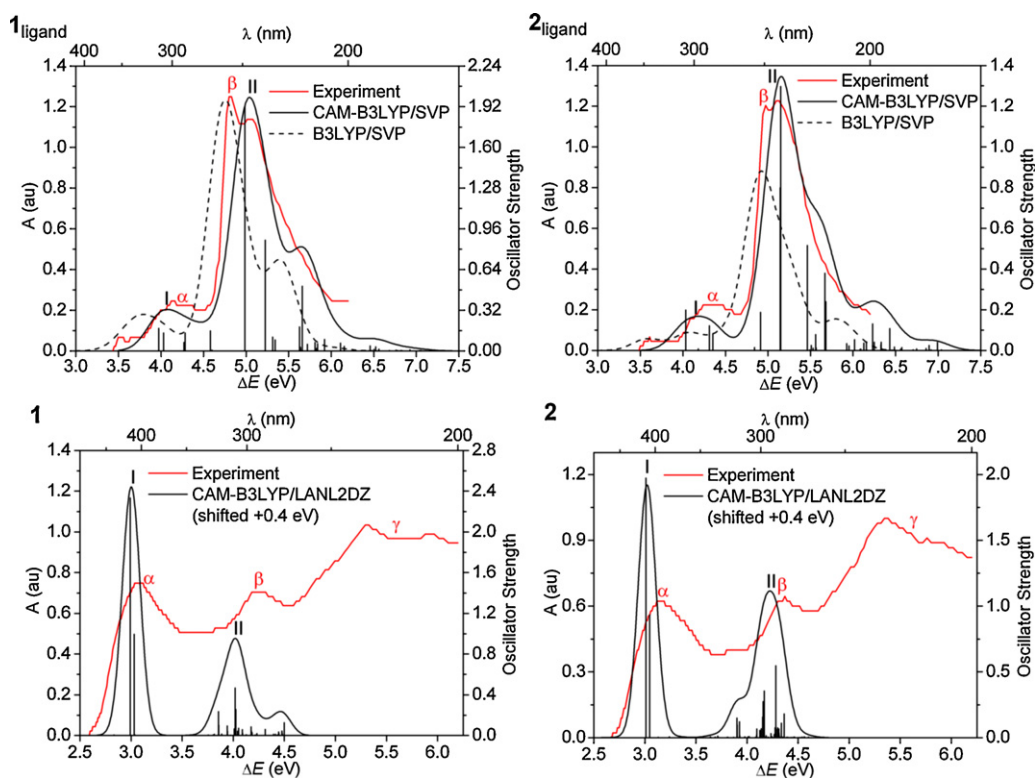 1ligand
λ (nm)
400 300 200
1.4 1.2 1.0 0.8 0.6 0.4 0.2 0.0
A (au)
2.24 1.92 1.60 1.28 0.96 0.64 0.32 0.00
Oscillator Strength
β II
Experiment
CAM-B3LYP/SVP
B3LYP/SVP
I α
3.0 3.5 4.0 4.5 5.0 5.5 6.0 6.5 7.0 7.5
ΔE (eV)
2ligand
λ (nm)
400 300 200
1.4 1.2 1.0 0.8 0.6 0.4 0.2 0.0
A (au)
1.4 1.2 1.0 0.8 0.6 0.4 0.2 0.0
Oscillator Strength
β II
Experiment
CAM-B3LYP/SVP
B3LYP/SVP
I α
3.0 3.5 4.0 4.5 5.0 5.5 6.0 6.5 7.0 7.5
ΔE (eV)
1
λ (nm)
400 300 200
1.4 1.2 1.0 0.8 0.6 0.4 0.2 0.0
A (au)
2.8 2.4 2.0 1.6 1.2 0.8 0.4 0.0
Oscillator Strength
I
Experiment
CAM-B3LYP/LANL2DZ
(shifted +0.4 eV)
α β γ
II
2.5 3.0 3.5 4.0 4.5 5.0 5.5 6.0
ΔE (eV)
2
λ (nm)
400 300 200
1.2 0.9 0.6 0.3 0.0
A (au)
2.0 1.5 1.0 0.5 0.0
Oscillator Strength
I
Experiment
CAM-B3LYP/LANL2DZ
(shifted +0.4 eV)
α II β γ
2.5 3.0 3.5 4.0 4.5 5.0 5.5 6.0
ΔE (eV)